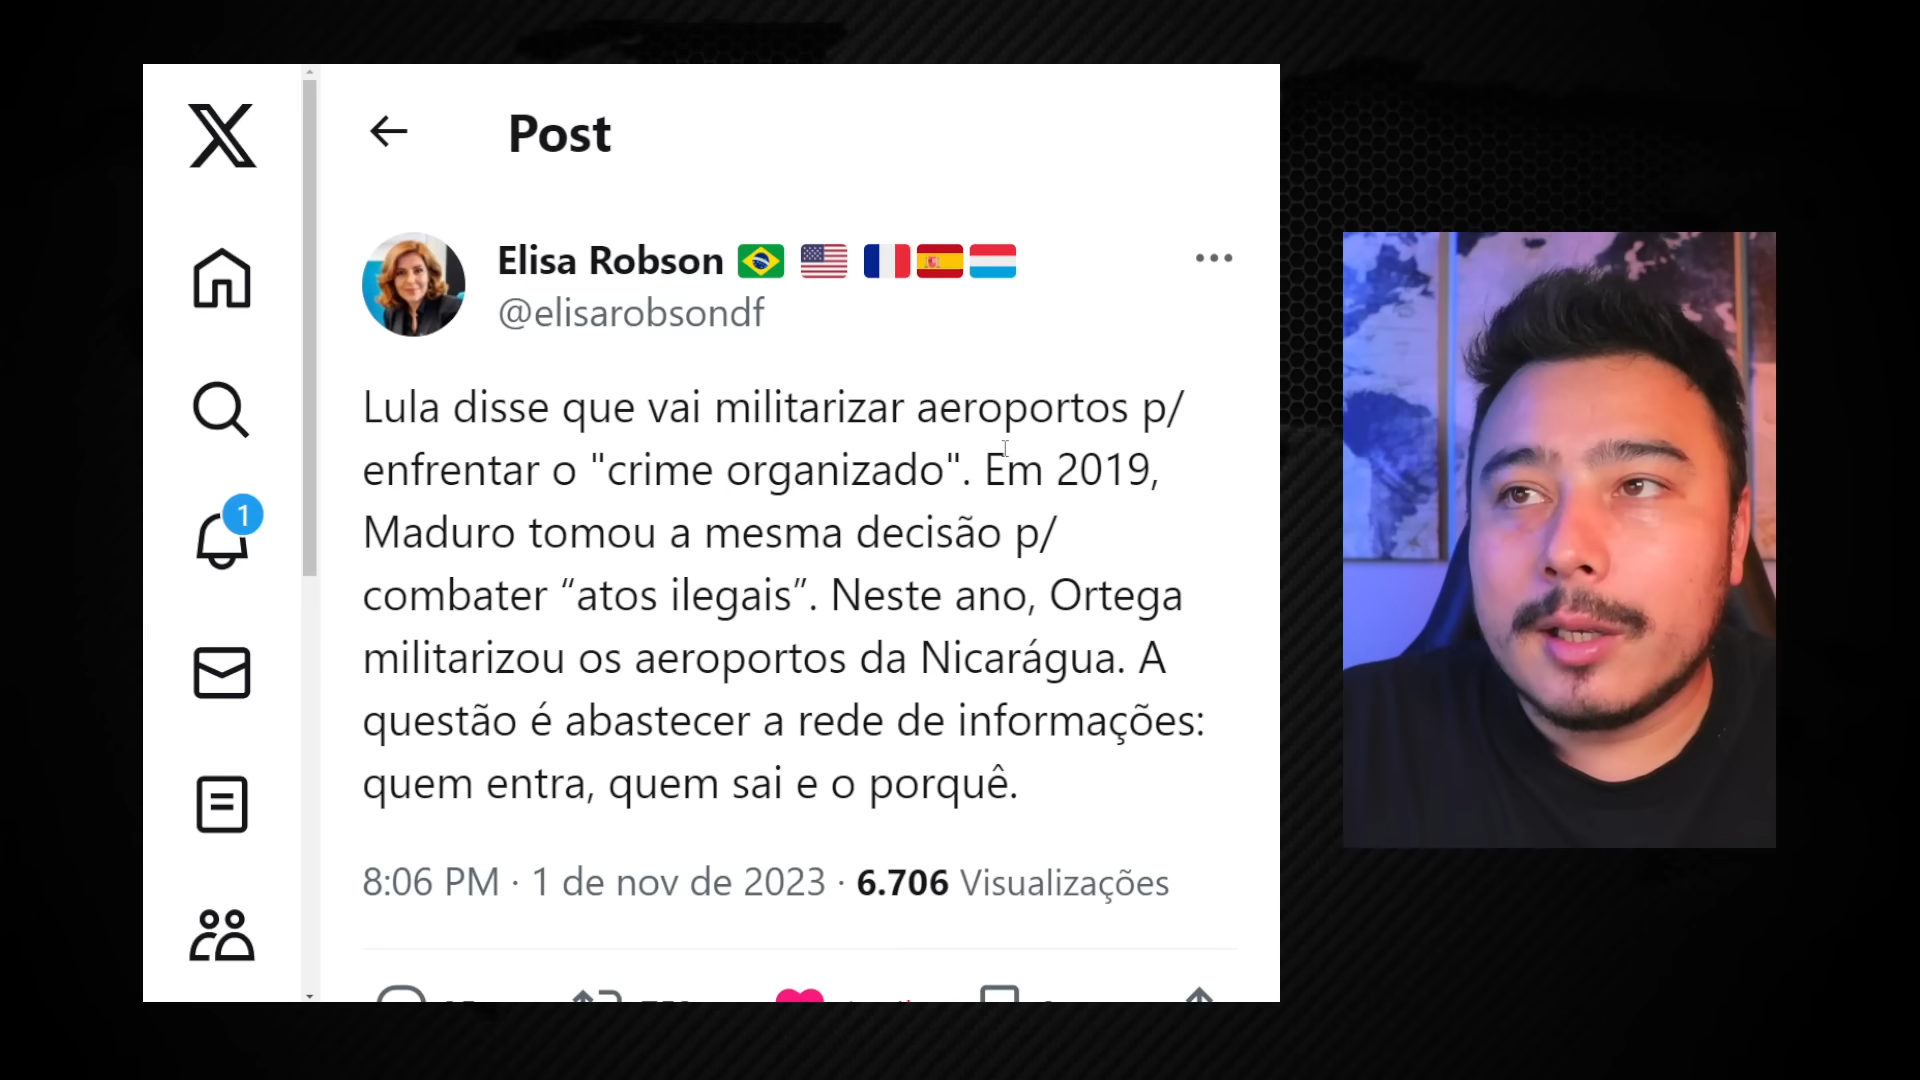 Post
Elisa Robson
@elisarobsondf
Lula disse que vai militarizar aeroportos p/
enfrentar o "crime organizado". Em 2019,
Maduro tomou a mesma decisão p/
combater “atos ilegais”. Neste ano, Ortega
militarizou os aeroportos da Nicarágua. A
questão é abastecer a rede de informações:
quem entra, quem sai e o porquê.
1
8:06 PM · 1 de nov de 2023 · 6.706 Visualizações